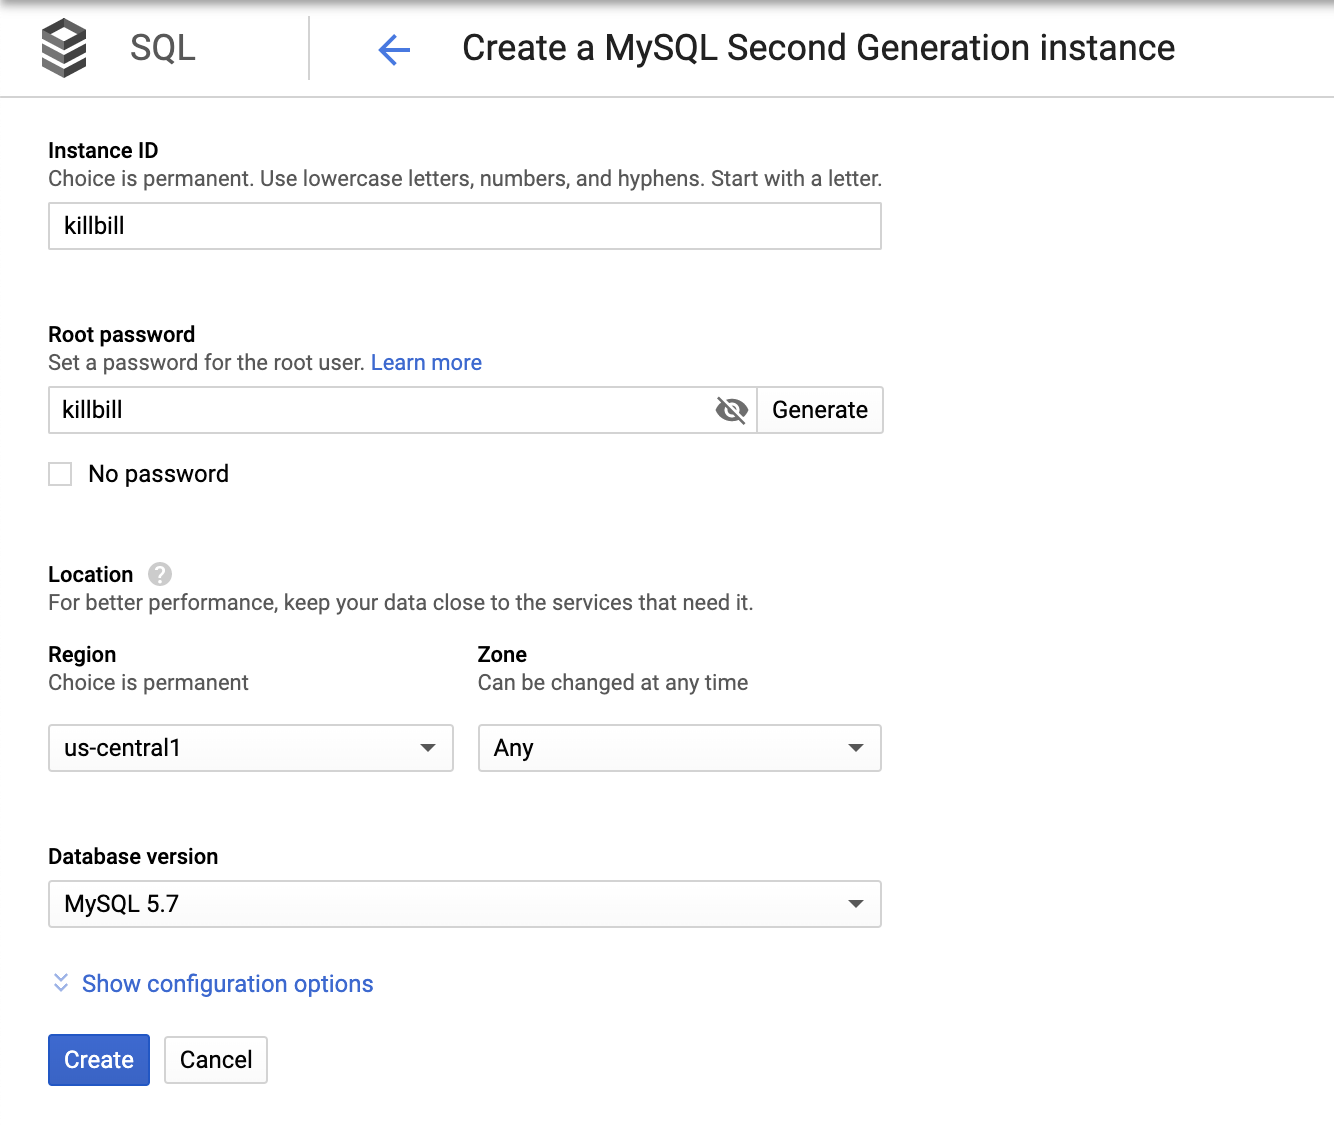 SQL
Create a MySQL Second Generation instance
Instance ID
Choice is permanent. Use lowercase letters, numbers, and hyphens. Start with a letter.
killbill
Root password
Set a password for the root user. Learn more
killbill
Generate
No password
Location ?
For better performance, keep your data close to the services that need it.
Region
Choice is permanent
us-central1
Zone
Can be changed at any time
Any
Database version
MySQL 5.7
Show configuration options
Create
Cancel